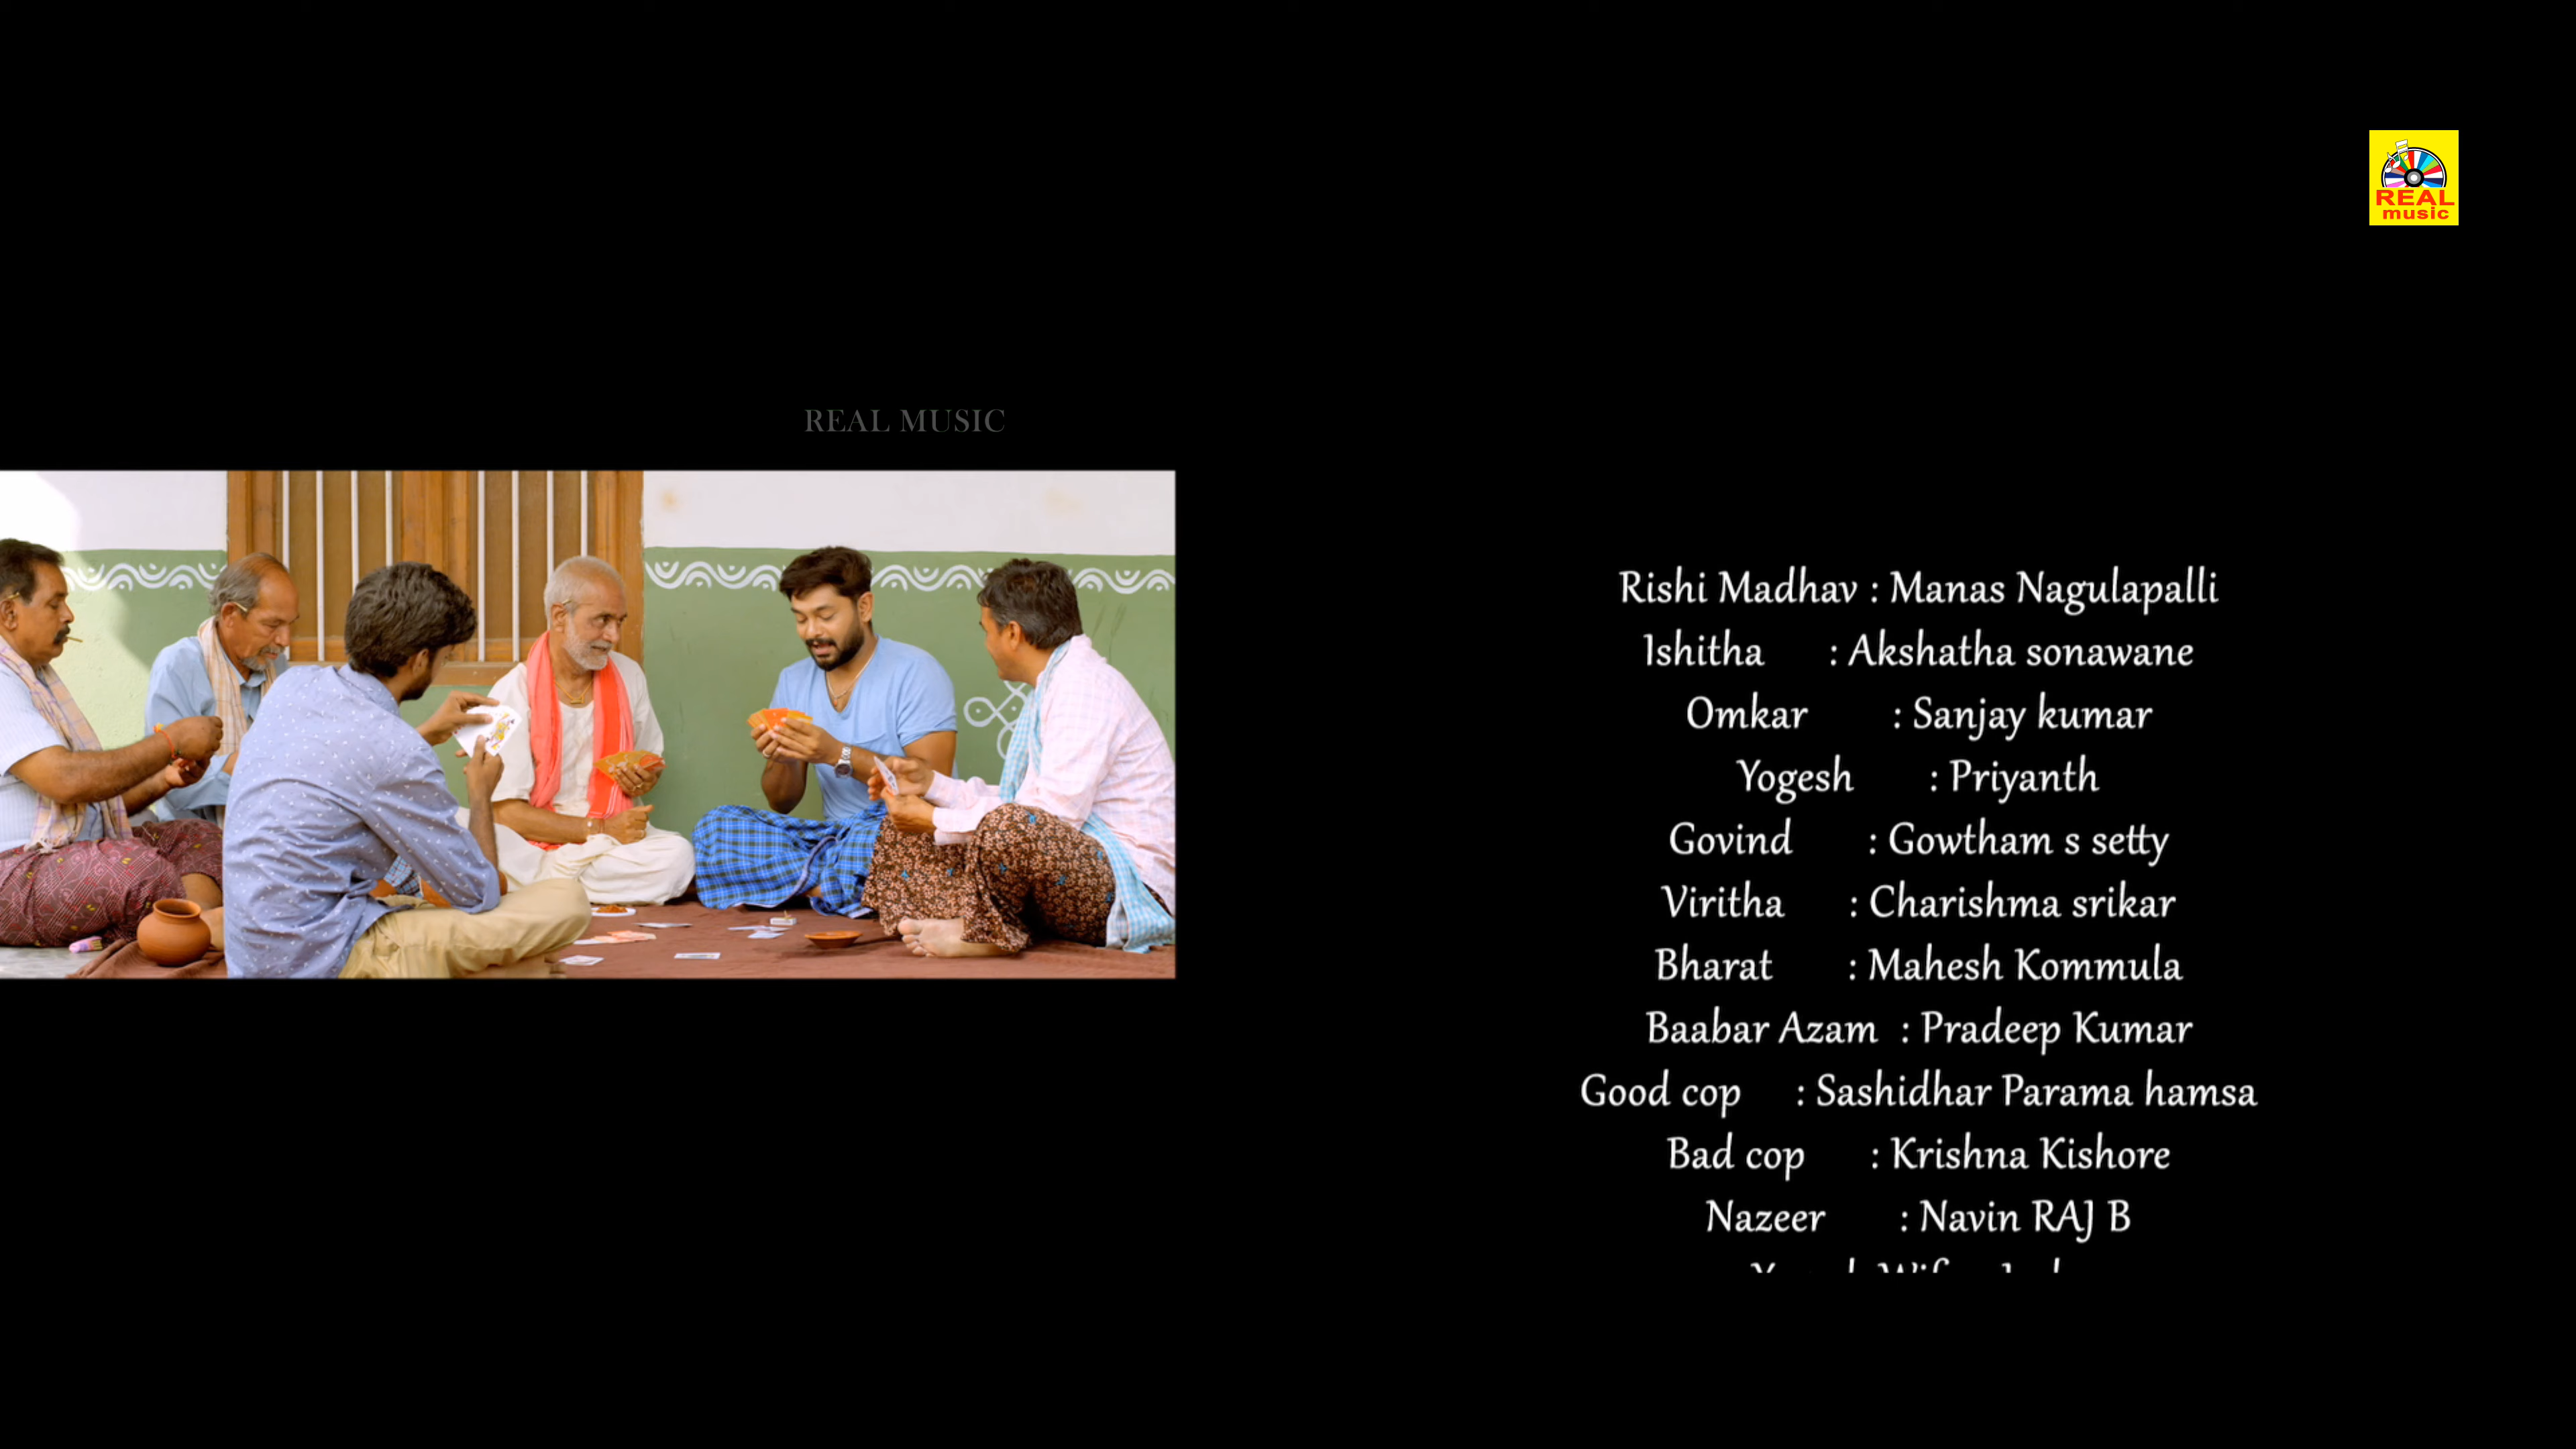 REAL
music
REAL MUSIC
Rishi Madhav : Manas Nagulapalli
Ishitha : Akshatha sonawane
Omkar : Sanjay kumar
Yogesh : Priyanth
Govind : Gowtham s setty
Viritha : Charishma srikar
Bharat : Mahesh Kommula
Baabar Azam : Pradeep Kumar
Good cop : Sashidhar Parama hamsa
Bad cop : Krishna Kishore
Nazeer : Navin RAJ B